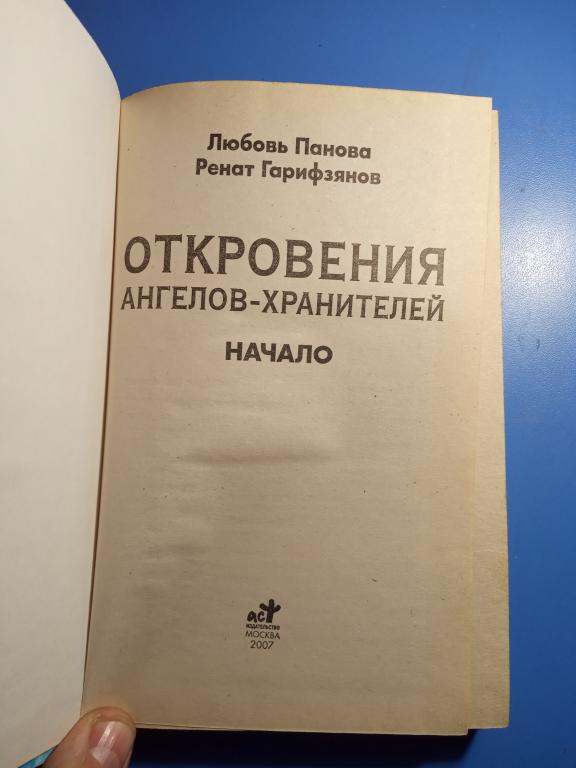 Любовь Панова
Ренат Гарифзянов
ОТКРОВЕНИЯ
АНГЕЛОВ-ХРАНИТЕЛЕЙ
НАЧАЛО
аст
ИЗДАТЕЛЬСТВО
МОСКВА
2007